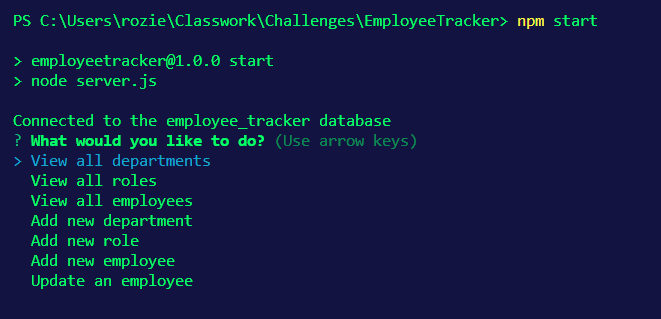 PS C:\Users\rozie\Classwork\Challenges\EmployeeTracker> npm start
> employeetracker@1.0.0 start
> node server.js
Connected to the employee_tracker database
? What would you like to do? (Use arrow keys)
> View all departments
View all roles
View all employees
Add new department
Add new role
Add new employee
Update an employee